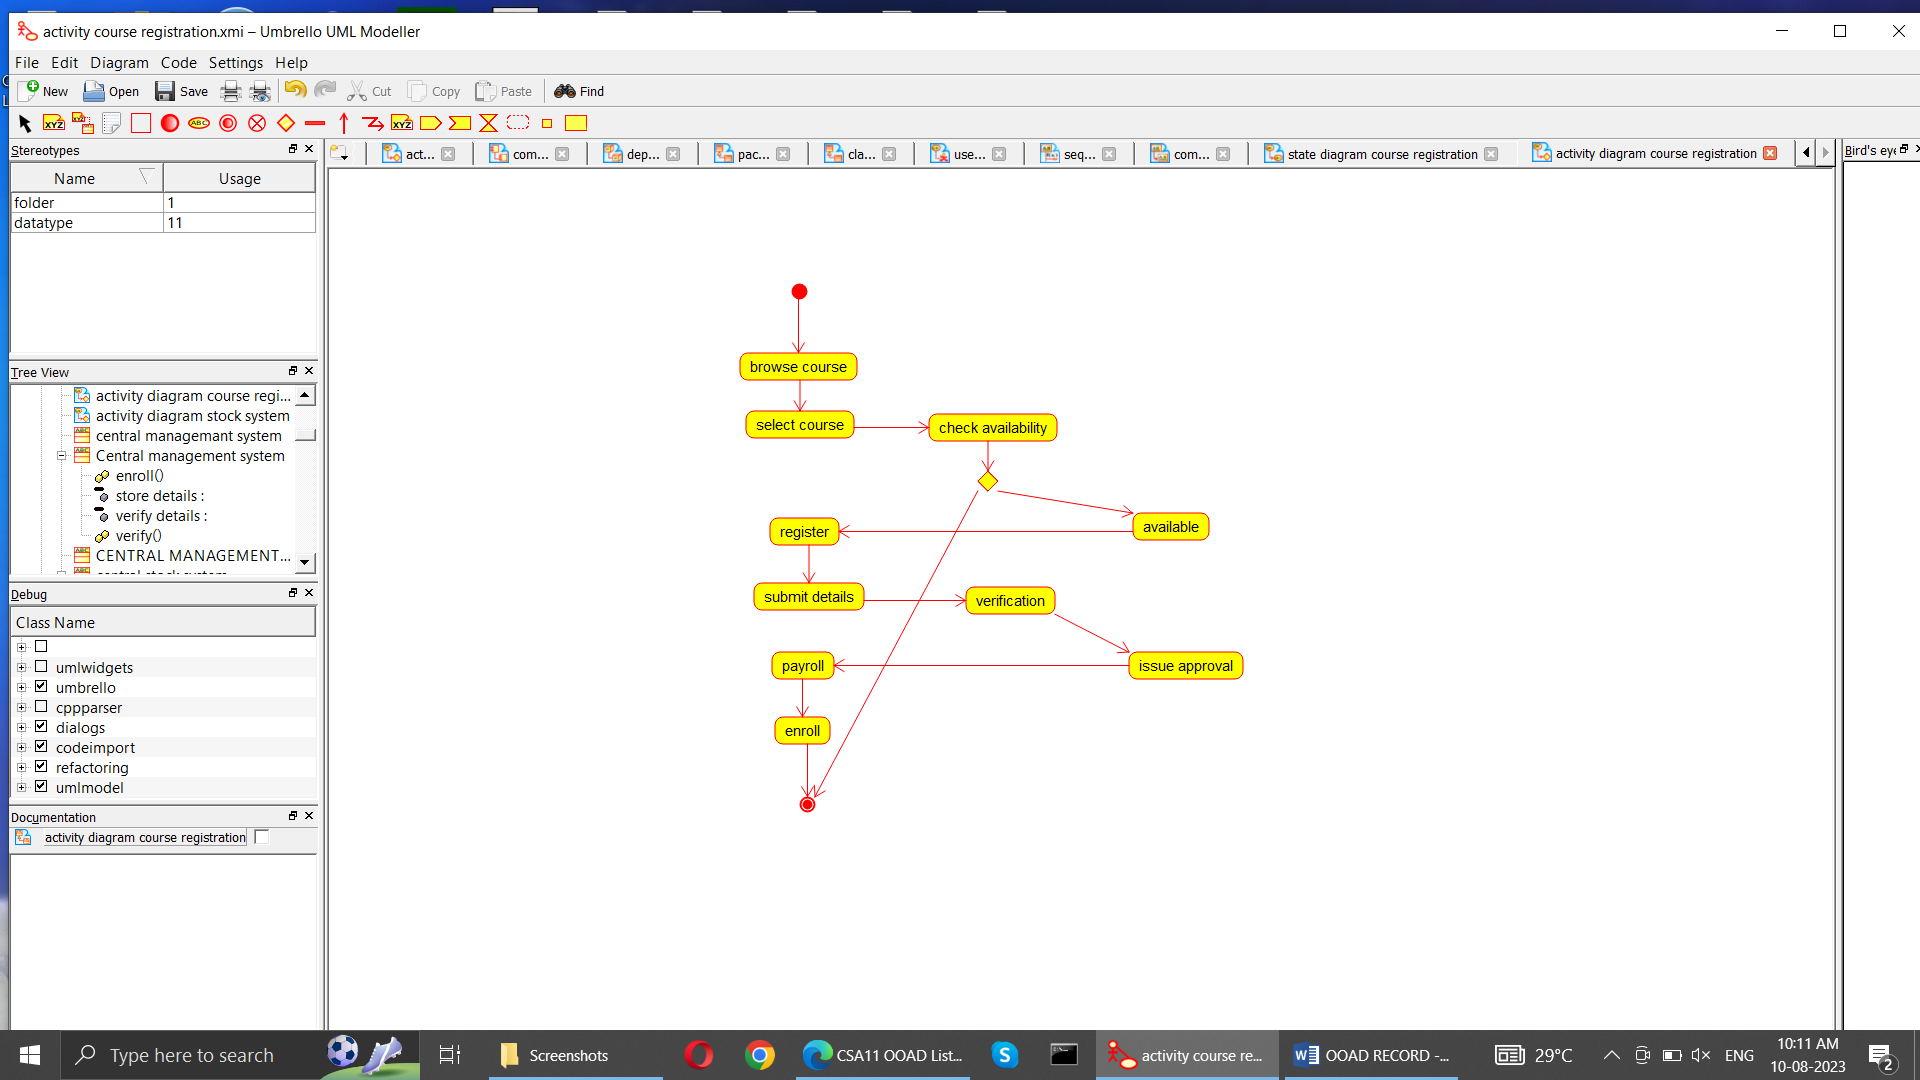 activity course registration.xmi – Umbrello UML Modeller
File Edit Diagram Code Settings Help
New Open Save Cut Copy Paste Find
Stereotypes
Name Usage
folder 1
datatype 11
act... com... dep... pac... cla... use... seq... com... state diagram course registration activity diagram course registration
Bird's eye
Tree View
activity diagram course regi...
activity diagram stock system
central managemant system
Central management system
enroll()
store details :
verify details :
verify()
CENTRAL MANAGEMENT...
central stock system
Debug
Class Name
umlwidgets
umbrello
cppparser
dialogs
codeimport
refactoring
umlmodel
Documentation
activity diagram course registration
browse course
select course
check availability
available
register
submit details
verification
issue approval
payroll
enroll
Type here to search
Screenshots
CSA11 OOAD List...
activity course re...
OOAD RECORD -...
29°C
ENG
10:11 AM
10-08-2023
2